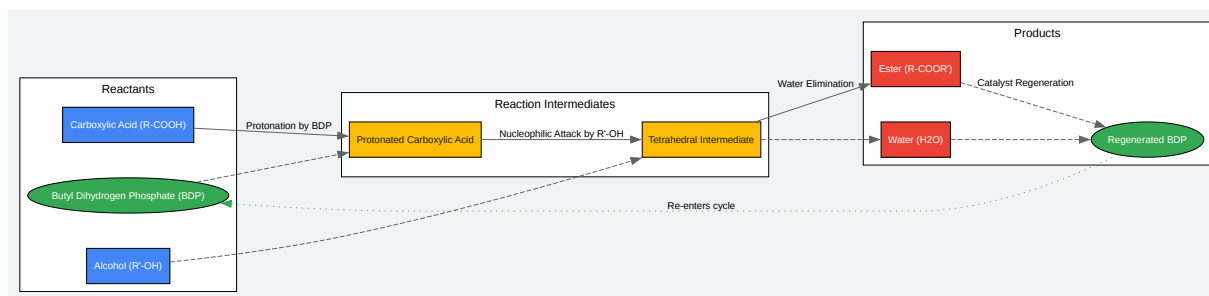 Reactants
Carboxylic Acid (R-COOH)
Butyl Dihydrogen Phosphate (BDP)
Alcohol (R'-OH)
Protonation by BDP
Reaction Intermediates
Protonated Carboxylic Acid
Nucleophilic Attack by R'-OH
Tetrahedral Intermediate
Water Elimination
Products
Ester (R-COOR')
Catalyst Regeneration
Water (H2O)
Regenerated BDP
Re-enters cycle